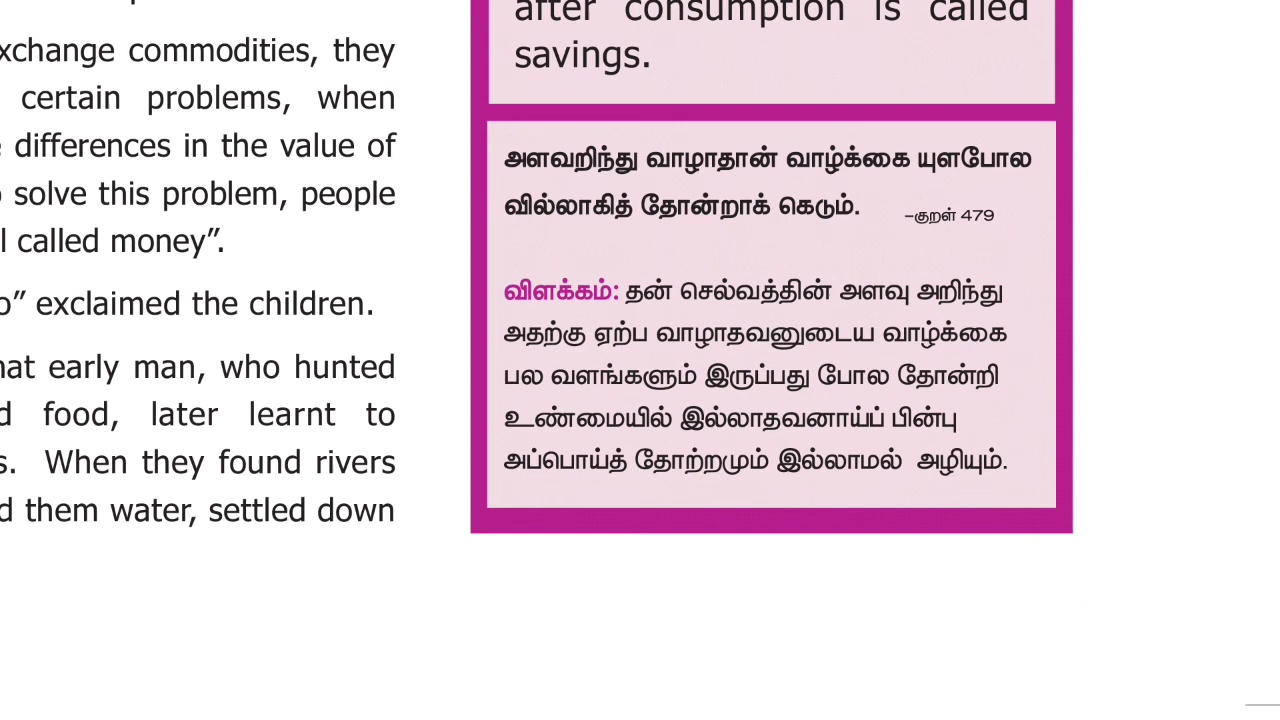 exchange commodities, they
certain problems, when
differences in the value of
solve this problem, people
called money”.
exclaimed the children.
early man, who hunted
food, later learnt to
When they found rivers
them water, settled down
after consumption is called
savings.
அளவறிந்து வாழாதான் வாழ்க்கை யுளபோல
வில்லாகித் தோன்றாக் கெடும்.
–குறள் 479
விளக்கம்: தன் செல்வத்தின் அளவு அறிந்து
அதற்கு ஏற்ப வாழாதவனுடைய வாழ்க்கை
பல வளங்களும் இருப்பது போல தோன்றி
உண்மையில் இல்லாதவனாய்ப் பின்பு
அப்பொய்த் தோற்றமும் இல்லாமல் அழியும்.